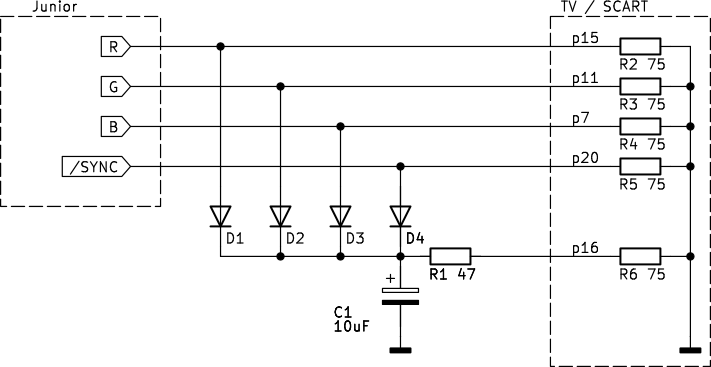 Junior
TV / SCART
R
p15
R2 75
G
p11
R3 75
B
p7
R4 75
/SYNC
p20
R5 75
D1
D2
D3
D4
p16
R1 47
R6 75
+
C1
10uF